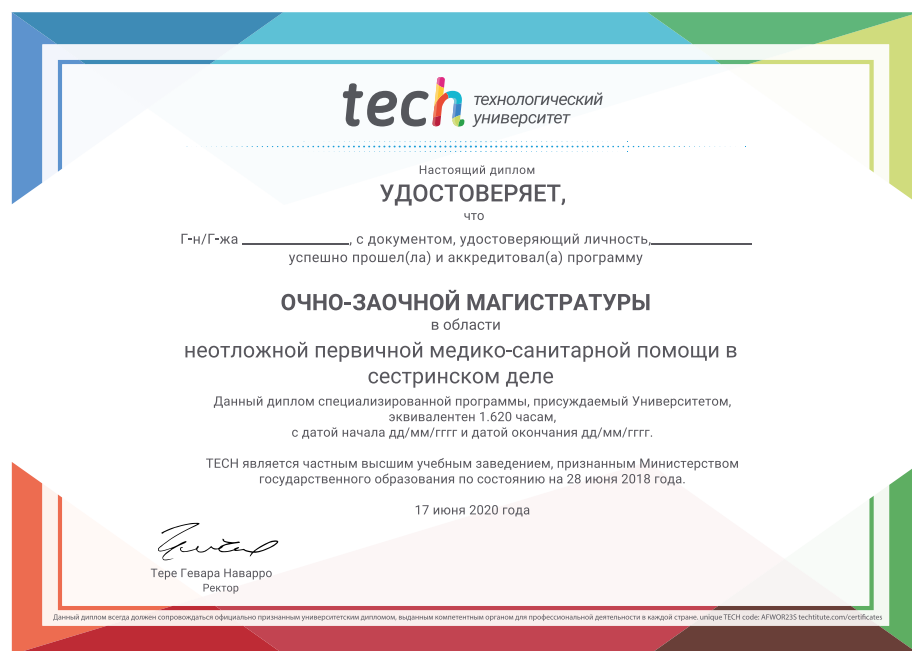 tech технологический
университет
Настоящий диплом
УДОСТОВЕРЯЕТ,
что
Г-н/Г-жа ______________, с документом, удостоверяющий личность,_____________
успешно прошел(ла) и аккредитовал(а) программу
ОЧНО-ЗАОЧНОЙ МАГИСТРАТУРЫ
в области
неотложной первичной медико-санитарной помощи в
сестринском деле
Данный диплом специализированной программы, присуждаемый Университетом,
эквивалентен 1.620 часам,
с датой начала дд/мм/гггг и датой окончания дд/мм/гггг.
TECH является частным высшим учебным заведением, признанным Министерством
государственного образования по состоянию на 28 июня 2018 года.
17 июня 2020 года
Тере Гевара Наварро
Ректор
Данный диплом всегда должен сопровождаться официально признанным университетским дипломом, выданным компетентным органом для профессиональной деятельности в каждой стране. unique TECH code: AFWOR23S techtitute.com/certificates